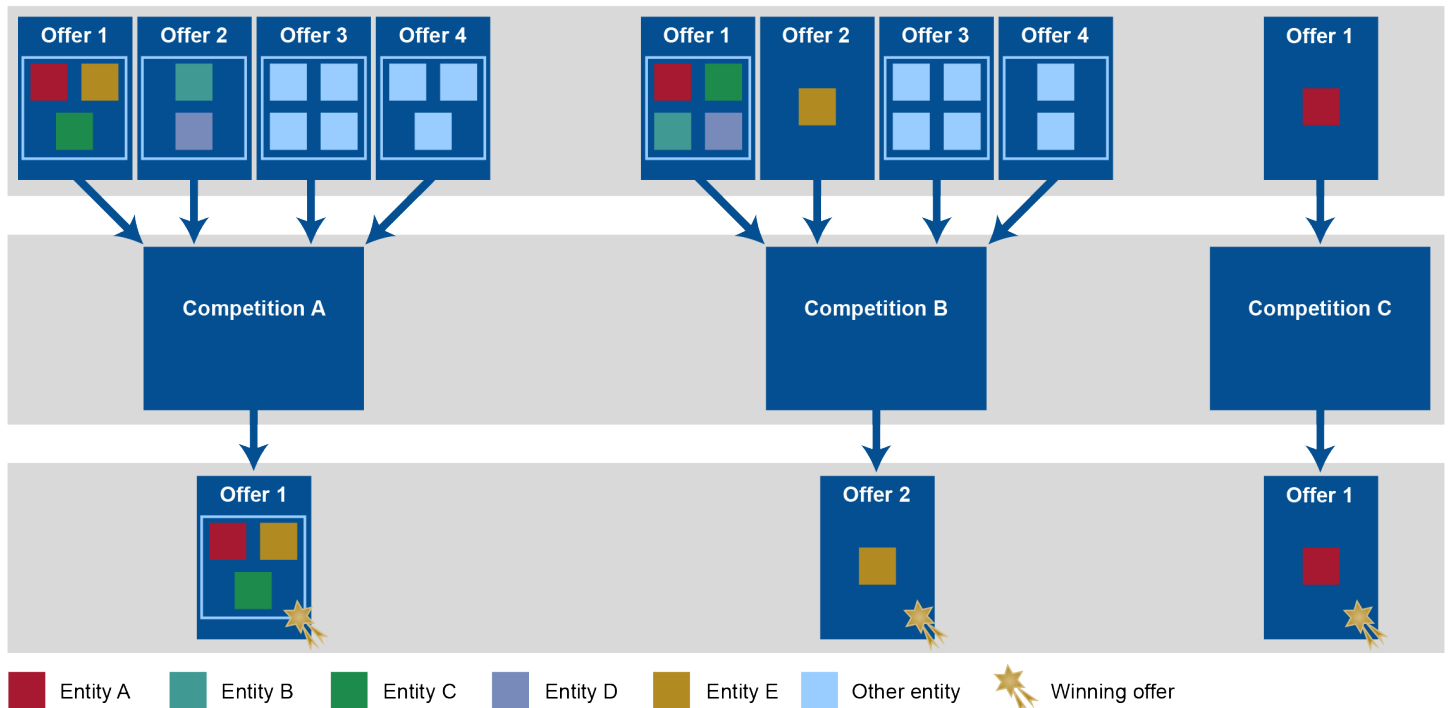 Offer 1
Offer 2
Offer 3
Offer 4
Offer 1
Offer 2
Offer 3
Offer 4
Offer 1
Competition A
Competition B
Competition C
Offer 1
Offer 2
Offer 1
Entity A
Entity B
Entity C
Entity D
Entity E
Other entity
Winning offer